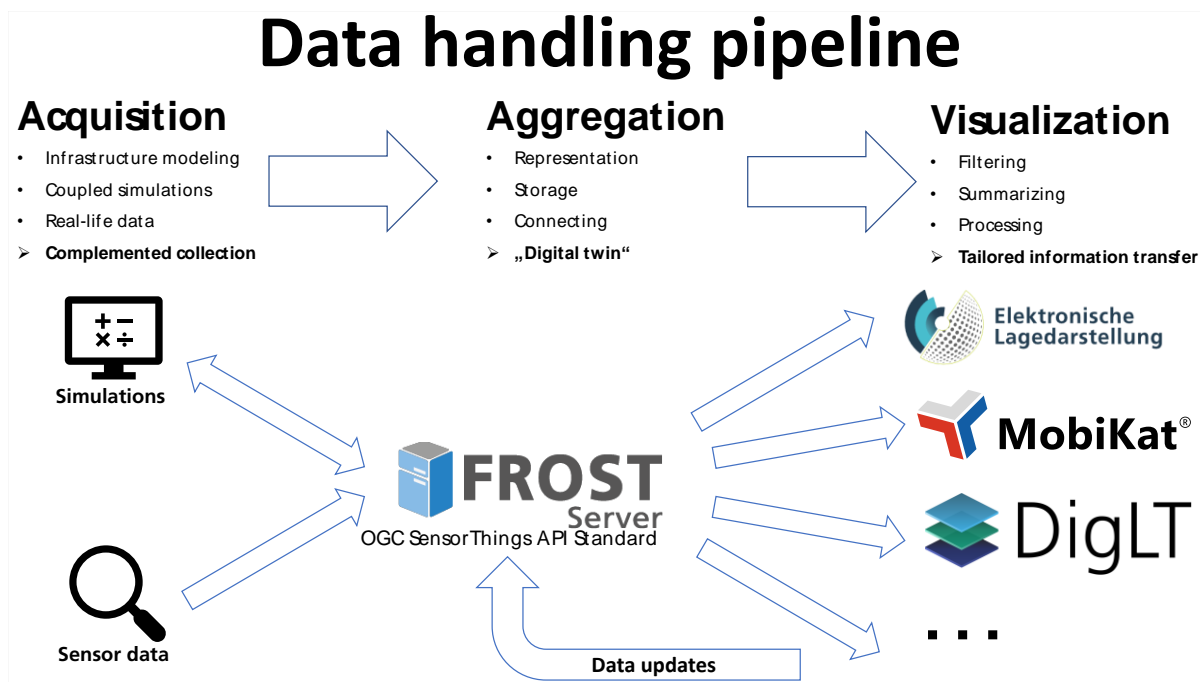 Data handling pipeline
Acquisition
• Infrastructure modeling
• Coupled simulations
• Real-life data
➢ Complemented collection
Aggregation
• Representation
• Storage
• Connecting
➢ „Digital twin“
Visualization
• Filtering
• Summarizing
• Processing
➢ Tailored information transfer
Simulations
Sensor data
FROST
Server
OGC SensorThings API Standard
Data updates
Elektronische
Lagedarstellung
MobiKat®
DigLT
...